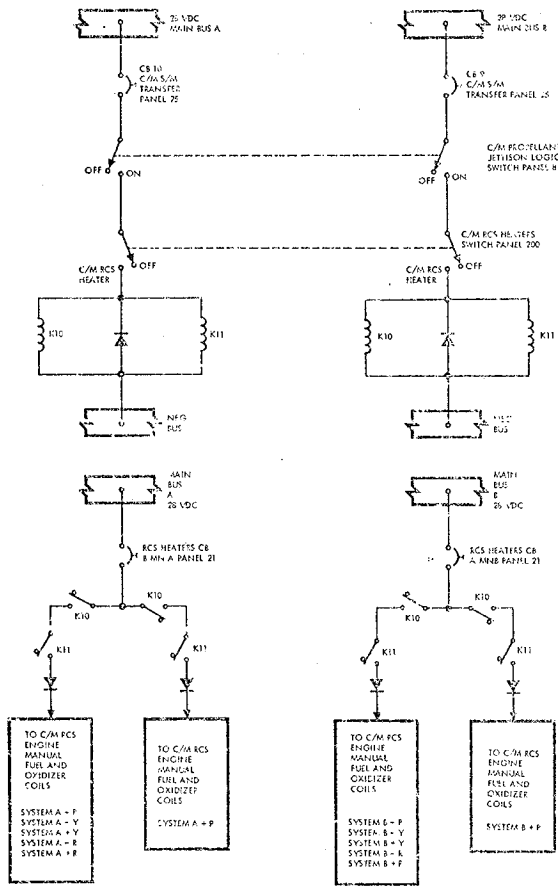 28 VDC
MAIN BUS A
28 VDC
MAIN BUS B
CB 10
C/M S/M
TRANSFER
PANEL 25
CB 9
C/M S/M
TRANSFER
PANEL 25
C/M PROPELLANT
JETTISON LOGIC
SWITCH PANEL 8
OFF
ON
OFF
ON
C/M RCS HEATERS
SWITCH PANEL 200
OFF
OFF
C/M RCS
HEATER
C/M RCS
HEATER
K10
K11
K10
K11
NEG
BUS
NEG
BUS
MAIN
BUS
A
28 VDC
MAIN
BUS
B
28 VDC
RCS HEATERS CB
B MN A PANEL 21
RCS HEATERS CB
A MNB PANEL 21
K10
K10
K10
K10
K11
K11
K11
K11
TO C/M RCS
ENGINE
MANUAL
FUEL AND
OXIDIZER
COILS
SYSTEM A + P
SYSTEM A - Y
SYSTEM A + Y
SYSTEM A - R
SYSTEM A + R
TO C/M RCS
ENGINE
MANUAL
FUEL AND
OXIDIZER
COILS
SYSTEM A + P
TO C/M RCS
ENGINE
MANUAL
FUEL AND
OXIDIZER
COILS
SYSTEM B + P
SYSTEM B - Y
SYSTEM B + Y
SYSTEM B - R
TO C/M RCS
ENGINE
MANUAL
FUEL AND
OXIDIZER
COILS
SYSTEM B + P